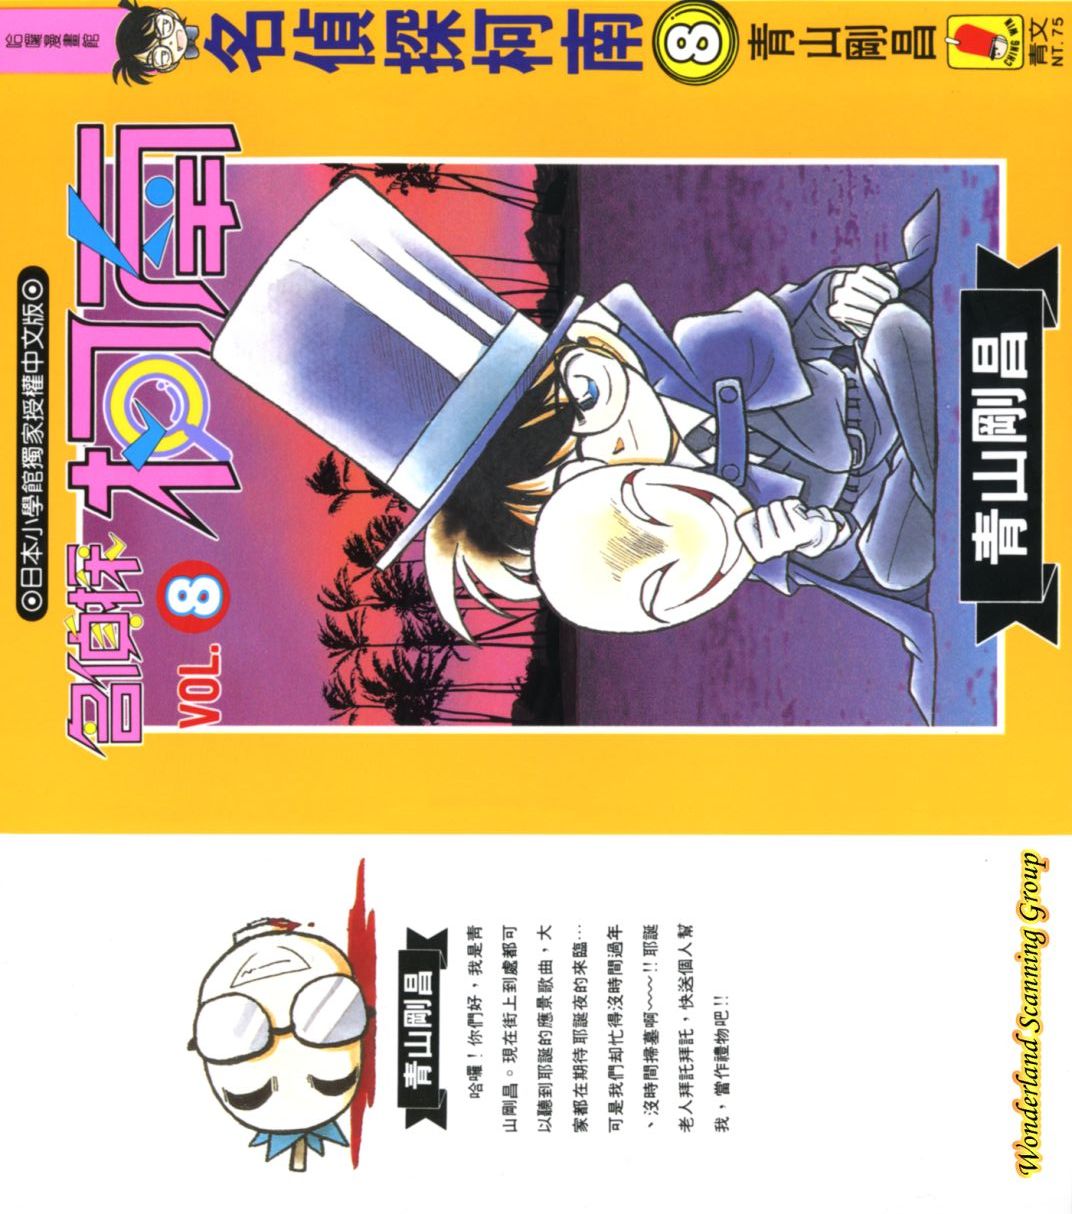 名偵探柯南
8
青山剛昌
CHING WIN
青文
NT.75
◎日本小學館獨家授權中文版◎
名偵探
柯南
VOL.8
青山剛昌
青山剛昌
哈囉！你們好，我是青
山剛昌。現在街上到處都可
以聽到耶誕的應景歌曲，大
家都在期待耶誕夜的來臨…
可是我們却忙得沒時間過年
、沒時間掃墓啊~~~~!!耶誕
老人拜託拜託，快送個人幫
我，當作禮物吧!!
Wonderland Scanning Group